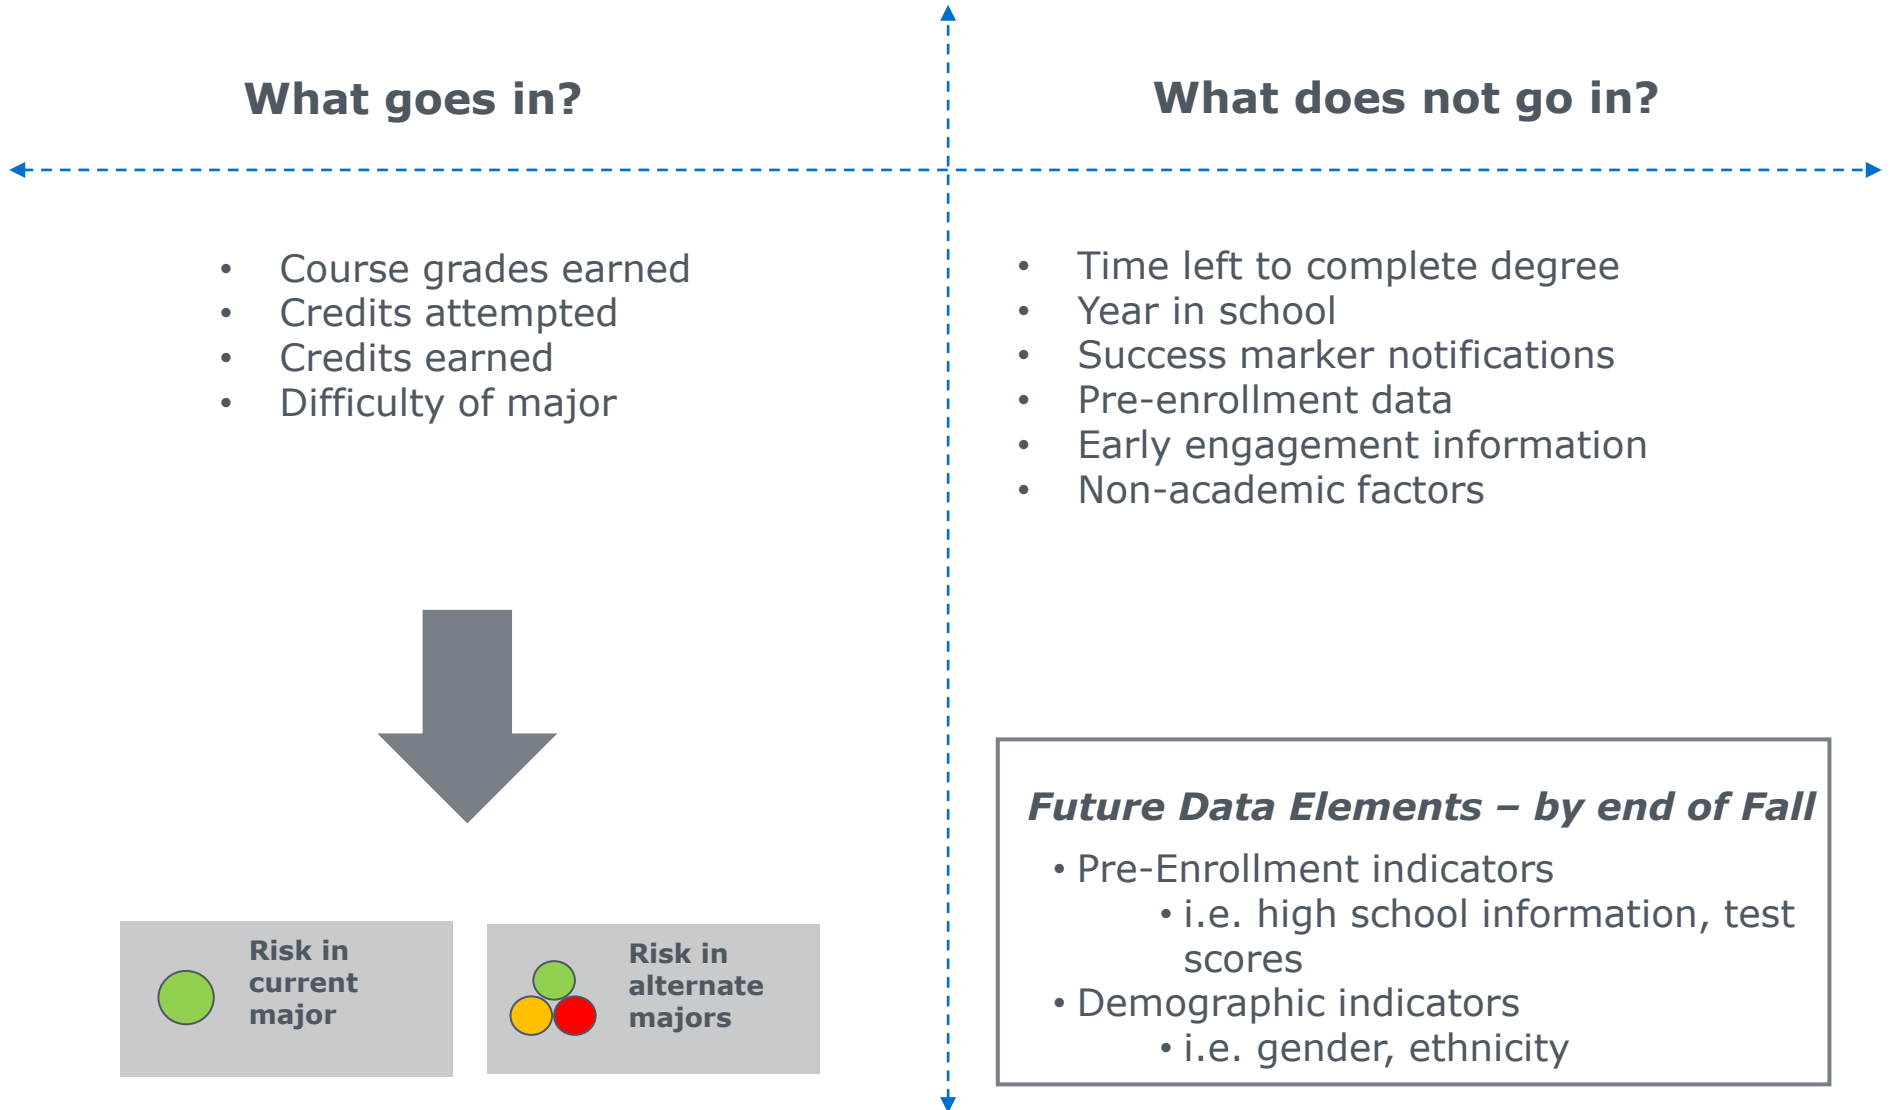 What goes in?
• Course grades earned
• Credits attempted
• Credits earned
• Difficulty of major
Risk in
current
major
Risk in
alternate
majors
What does not go in?
• Time left to complete degree
• Year in school
• Success marker notifications
• Pre-enrollment data
• Early engagement information
• Non-academic factors
Future Data Elements – by end of Fall
• Pre-Enrollment indicators
• i.e. high school information, test
scores
• Demographic indicators
• i.e. gender, ethnicity